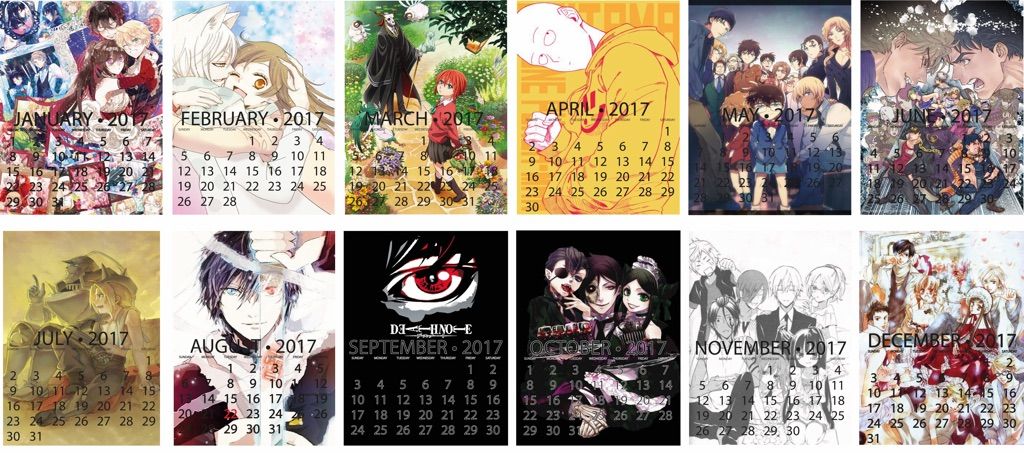 JANUARY • 2017
1 2 3 4 5 6 7
8 9 10 11 12 13 14
15 16 17 18 19 20 21
22 23 24 25 26 27 28
29 30 31
FEBRUARY • 2017
SUNDAY MONDAY TUESDAY WEDNESDAY THURSDAY FRIDAY SATURDAY
1 2 3 4
5 6 7 8 9 10 11
12 13 14 15 16 17 18
19 20 21 22 23 24 25
26 27 28
MARCH • 2017
1 2 3 4
5 6 7 8 9 10 11
12 13 14 15 16 17 18
19 20 21 22 23 24 25
26 27 28 29 30 31
APRIL • 2017
SUNDAY MONDAY TUESDAY WEDNESDAY THURSDAY FRIDAY SATURDAY
1
2 3 4 5 6 7 8
9 10 11 12 13 14 15
16 17 18 19 20 21 22
23 24 25 26 27 28 29
30
MAY • 2017
5 6
8 9 10 11 12 13
14 15 16 17 18 19 20
21 22 23 24 25 26 27
28 29 30 31
JUNE • 2017
2 3
4 5 6 7 8 9 10
11 12 13 14 15 16 17
18 19 20 21 22 23 24
25 26 27 28 29 30
JULY • 2017
1
2 3 4 5 6 7 8
9 10 11 12 13 14 15
16 17 18 19 20 21 22
23 24 25 26 27 28 29
30 31
AUGUST • 2017
1 2 3 4 5
7 8 9 10 11 12
13 14 15 16 17 18 19
20 21 22 23 24 25 26
27 28 29 30 31
DEATH NOTE
SEPTEMBER • 2017
SUNDAY MONDAY TUESDAY WEDNESDAY THURSDAY FRIDAY SATURDAY
1 2
3 4 5 6 7 8 9
10 11 12 13 14 15 16
17 18 19 20 21 22 23
24 25 26 27 28 29 30
OCTOBER • 2017
1 2 3 4 5 6 7
8 9 10 11 12 13 14
15 16 17 18 19 20 21
22 23 24 25 26 27 28
29 30 31
NOVEMBER • 2017
1 2 3 4
5 6 7 8 9 10 11
12 13 14 15 16 17 18
19 20 21 22 23 24 25
26 27 28 29 30
DECEMBER • 2017
2
3 4 5 6 7 8 9
10 11 12 13 14 15 16
17 18 19 20 21 22 23
24 25 26 27 28 29 30
31